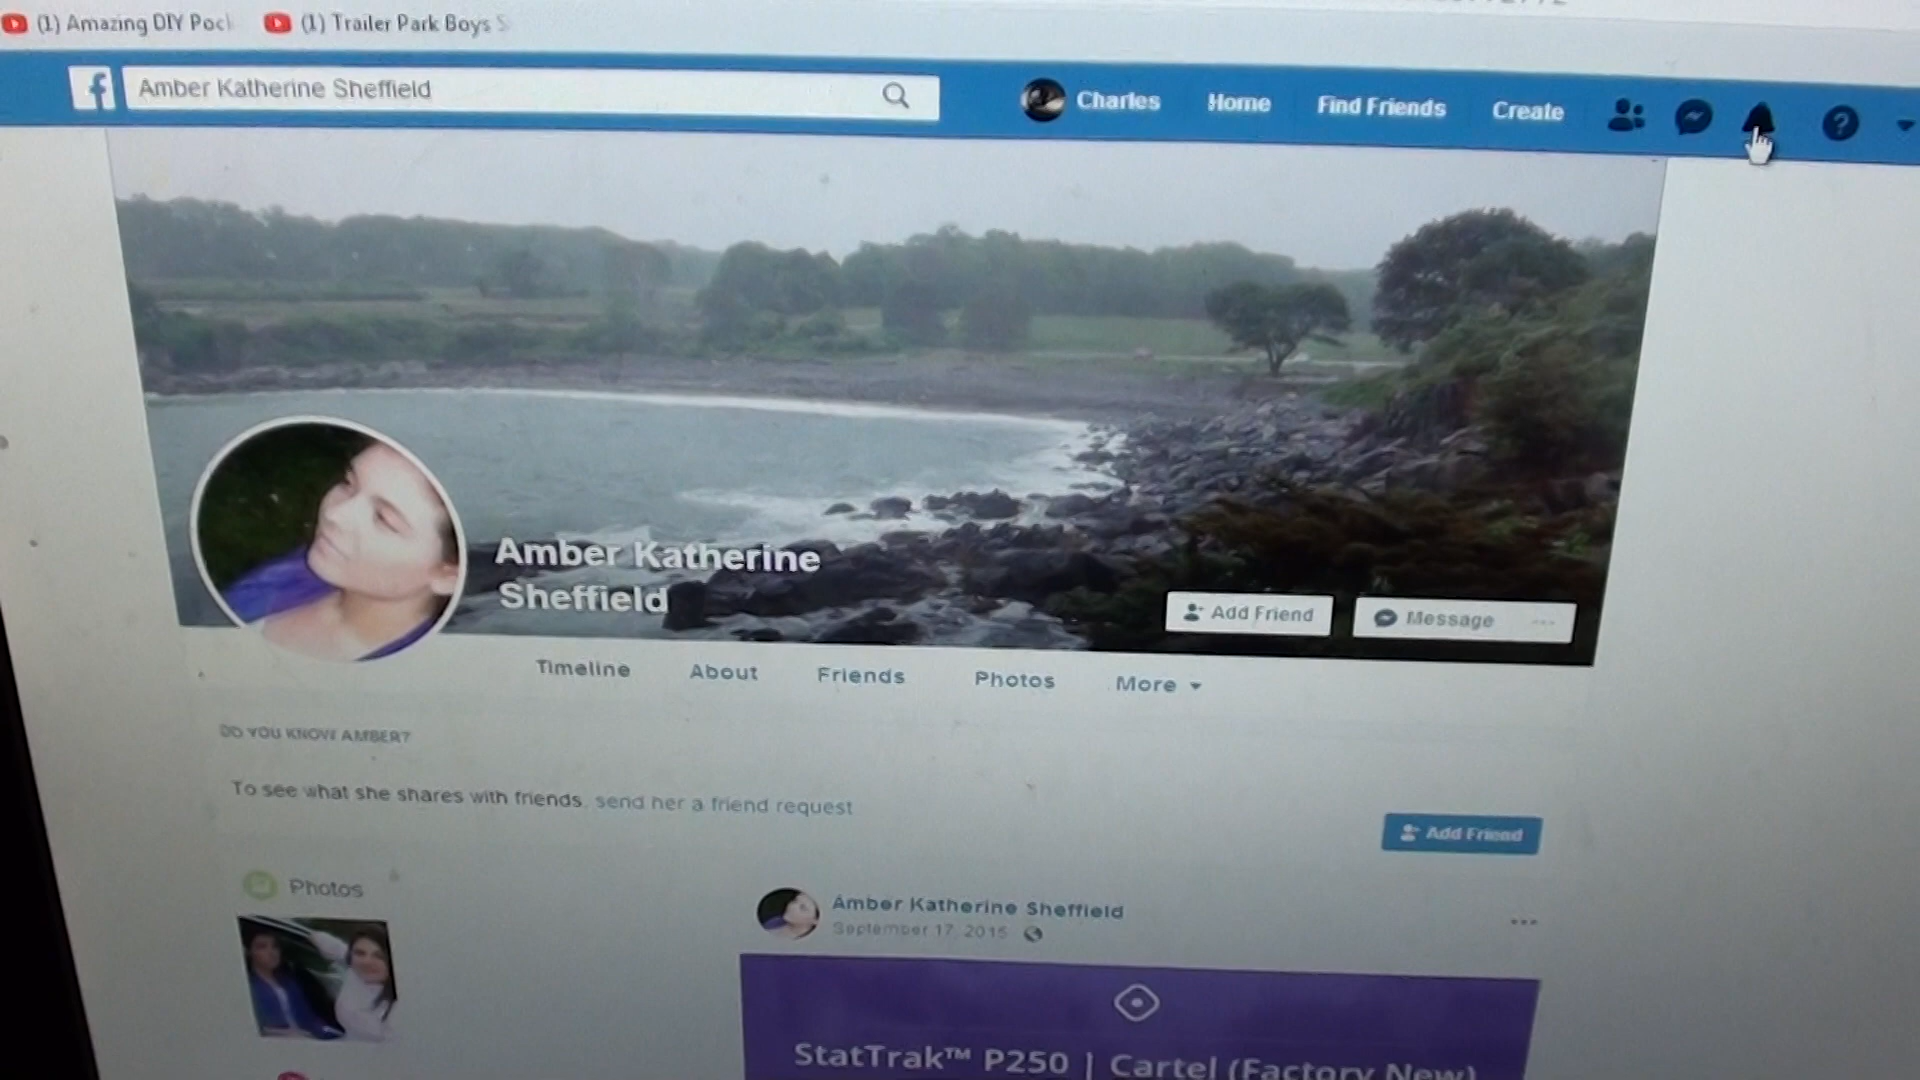 (1) Amazing DIY Pock
(1) Trailer Park Boys S
Amber Katherine Sheffield
Charles
Home
Find Friends
Create
Amber Katherine
Sheffield
Add Friend
Message
Timeline
About
Friends
Photos
More
DO YOU KNOW AMBER?
To see what she shares with friends, send her a friend request
Add Friend
Photos
Amber Katherine Sheffield
September 17, 2015
StatTrak™ P250 | Cartel (Factory New)